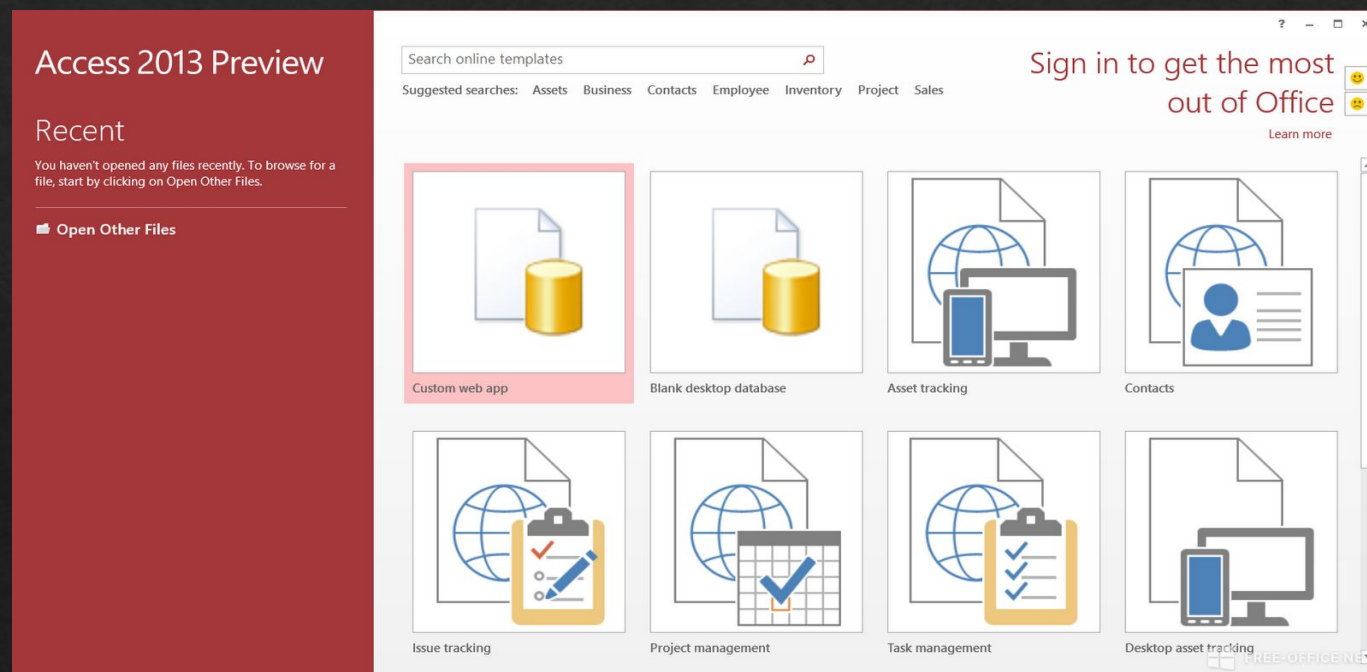 Access 2013 Preview
Recent
You haven't opened any files recently. To browse for a
file, start by clicking on Open Other Files.
Open Other Files
?
Search online templates
Suggested searches: Assets Business Contacts Employee Inventory Project Sales
Sign in to get the most
out of Office
Learn more
Custom web app
Blank desktop database
Asset tracking
Contacts
Issue tracking
Project management
Task management
Desktop asset tracking
FREE-OFFICE.NE